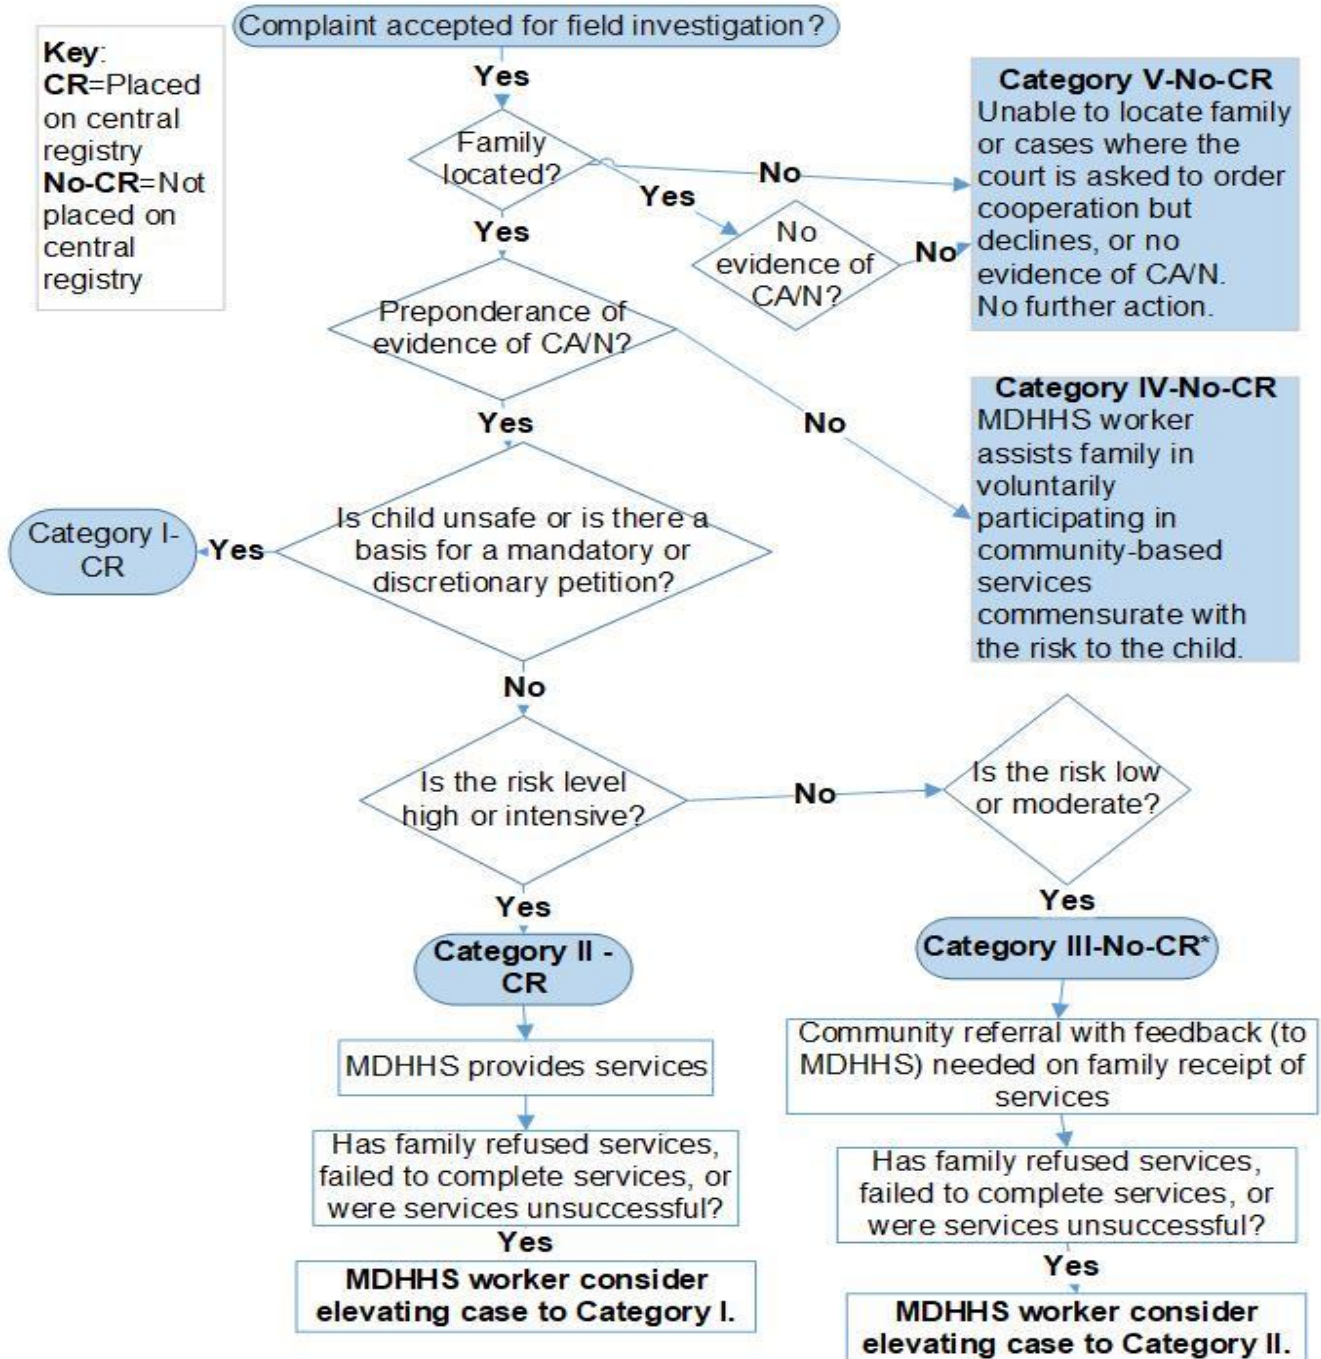 Complaint accepted for field investigation?
Key:
CR=Placed
on central
registry
No-CR=Not
placed on
central
registry
Yes
Family
located?
No
Yes
No
evidence of
CA/N?
No
Category V-No-CR
Unable to locate family
or cases where the
court is asked to order
cooperation but
declines, or no
evidence of CA/N.
No further action.
Yes
Preponderance of
evidence of CA/N?
No
Category IV-No-CR
MDHHS worker
assists family in
voluntarily
participating in
community-based
services
commensurate with
the risk to the child.
Yes
Is child unsafe or is there a
basis for a mandatory or
discretionary petition?
Yes
Category I-
CR
No
Is the risk level
high or intensive?
No
Is the risk low
or moderate?
Yes
Category II -
CR
MDHHS provides services
Has family refused services,
failed to complete services, or
were services unsuccessful?
Yes
MDHHS worker consider
elevating case to Category I.
Yes
Category III-No-CR*
Community referral with feedback (to
MDHHS) needed on family receipt of
services
Has family refused services,
failed to complete services, or
were services unsuccessful?
Yes
MDHHS worker consider
elevating case to Category II.